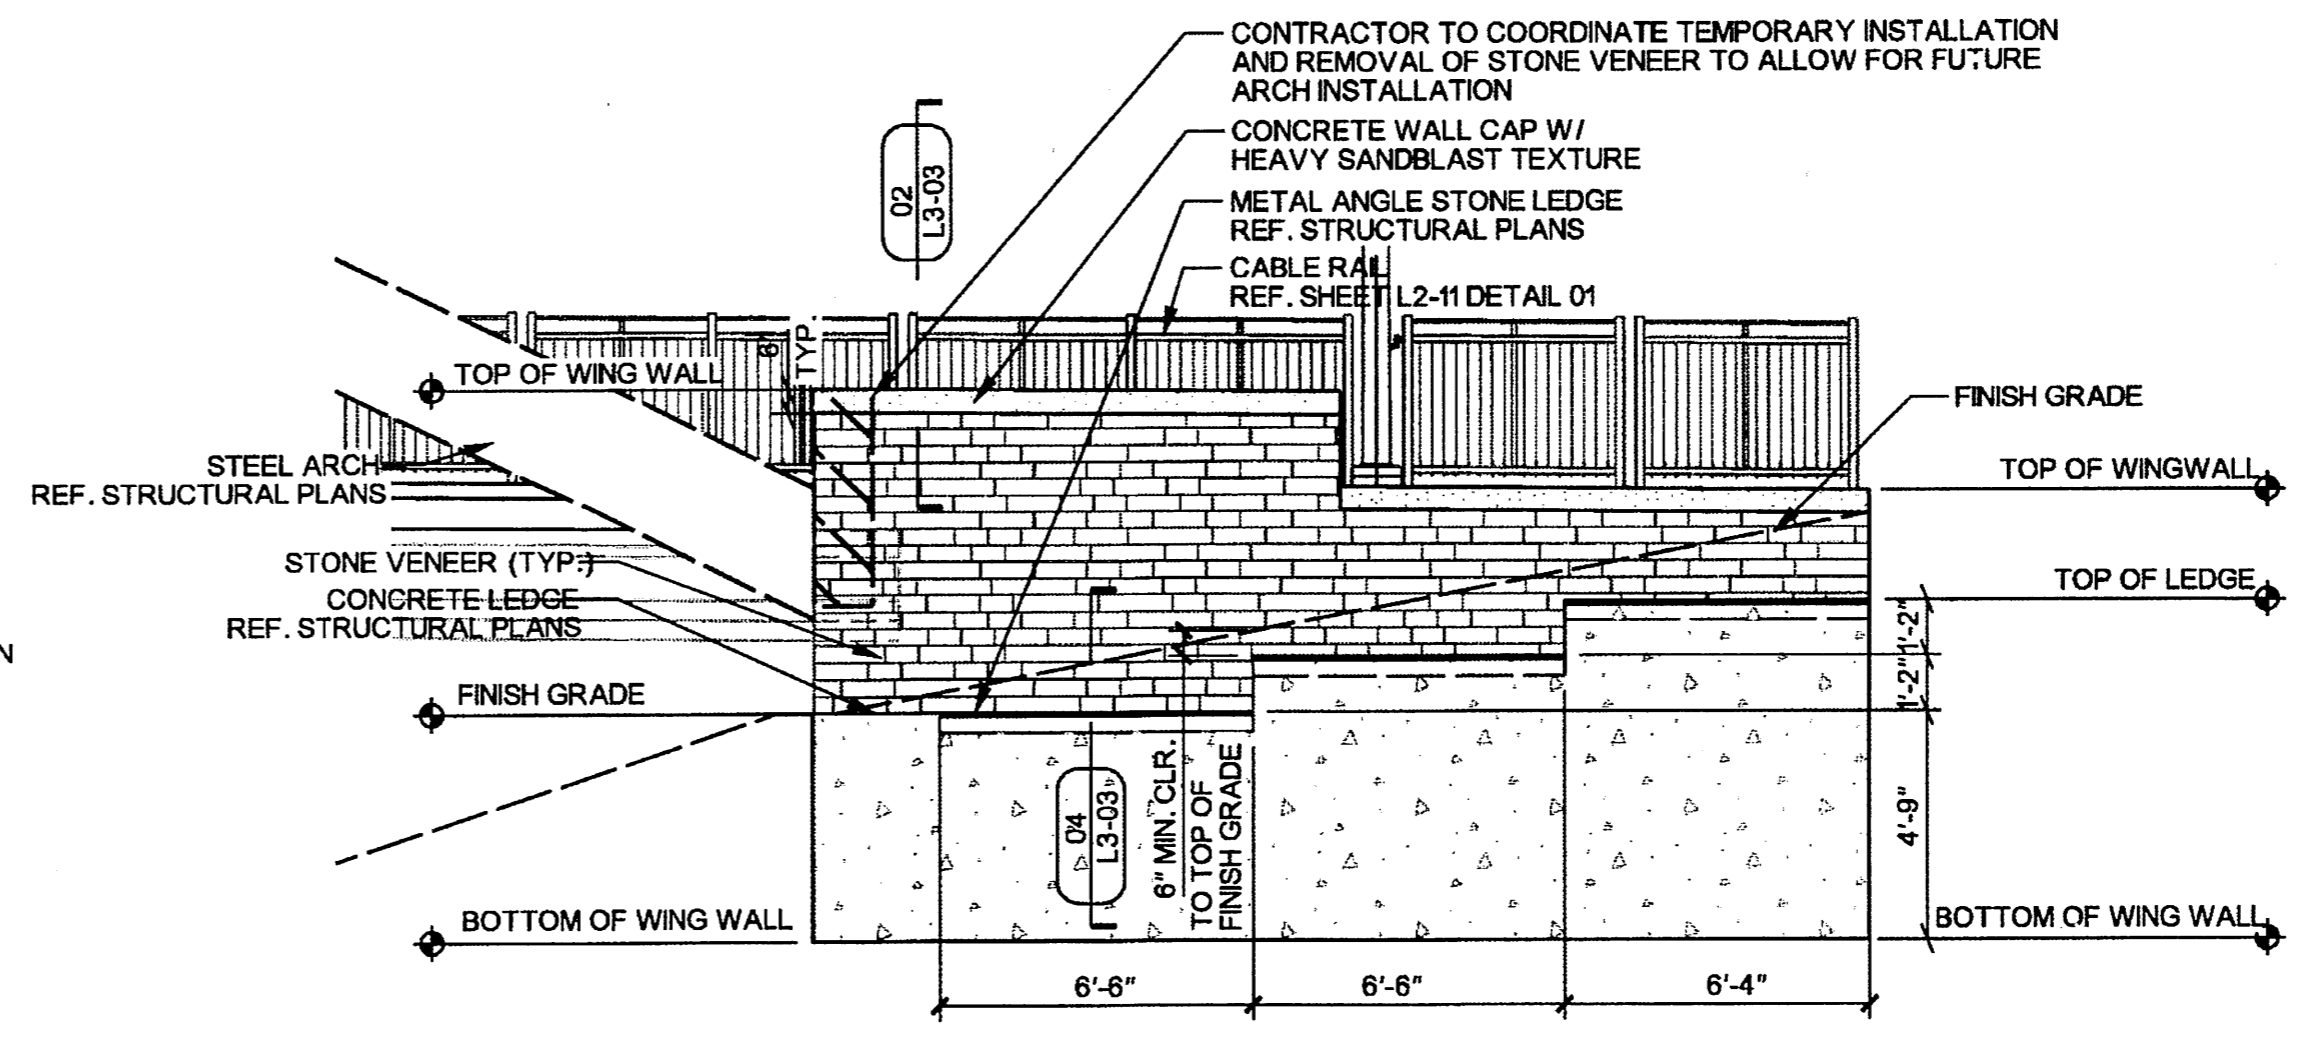 CONTRACTOR TO COORDINATE TEMPORARY INSTALLATION
AND REMOVAL OF STONE VENEER TO ALLOW FOR FUTURE
ARCH INSTALLATION
CONCRETE WALL CAP W/
HEAVY SANDBLAST TEXTURE
METAL ANGLE STONE LEDGE
REF. STRUCTURAL PLANS
CABLE RAIL
REF. SHEET L2-11 DETAIL 01
02
L3-03
TYP.
TOP OF WING WALL
FINISH GRADE
STEEL ARCH
REF. STRUCTURAL PLANS
TOP OF WINGWALL
STONE VENEER (TYP.)
CONCRETE LEDGE
REF. STRUCTURAL PLANS
TOP OF LEDGE
N
1'-2"
1'-2"
FINISH GRADE
4'-9"
04
L3-03
6" MIN. CLR.
TO TOP OF
FINISH GRADE
BOTTOM OF WING WALL
BOTTOM OF WING WALL
6'-6"
6'-6"
6'-4"